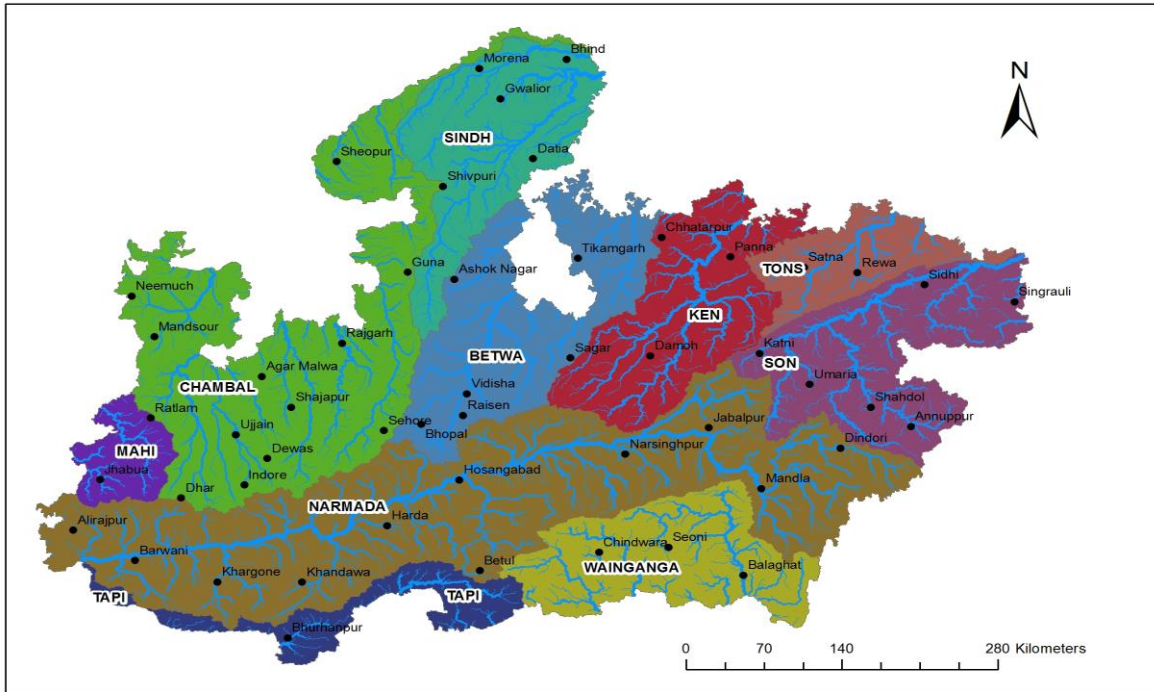 Bhind
Morena
N
Gwalior
SINDH
Datia
Sheopur
Shivpuri
Chhatarpur
Tikamgarh
Panna
Satna
TONS
Rewa
Guna
Ashok Nagar
Sidhi
Neemuch
Singrauli
KEN
Mandsour
Rajgarh
Sagar
Damoh
Katni
BETWA
SON
Agar Malwa
CHAMBAL
Vidisha
Umaria
Shajapur
Raisen
Shahdol
Ratlam
Ujjain
Sehore
Bhopal
Jabalpur
Annuppur
MAHI
Dindori
Dewas
Narsinghpur
Jhabua
Indore
Hosangabad
Mandla
Dhar
NARMADA
Harda
Alirajpur
Chindwara
Seoni
Barwani
Betul
WAINGANGA
Balaghat
Khargone
Khandawa
TAPI
TAPI
Bhurhanpur
0 70 140 280 Kilometers